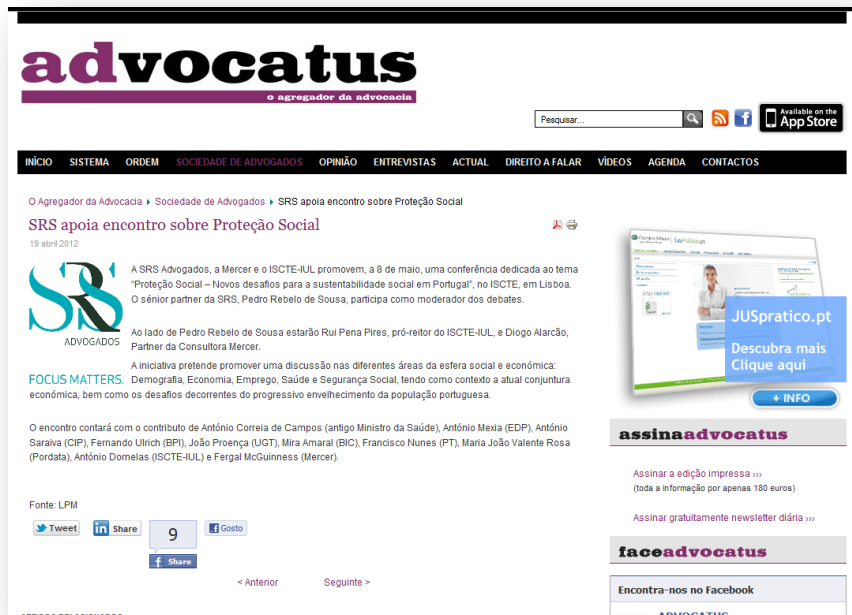 advocatus
o agregador da advocacia
Pesquisar...
Available on the
App Store
INÍCIO SISTEMA ORDEM SOCIEDADE DE ADVOGADOS OPINIÃO ENTREVISTAS ACTUAL DIREITO A FALAR VÍDEOS AGENDA CONTACTOS
O Agregador da Advocacia Sociedade de Advogados SRS apoia encontro sobre Proteção Social
SRS apoia encontro sobre Proteção Social
19 abril 2012
SRS
ADVOGADOS
FOCUS MATTERS.
A SRS Advogados, a Mercer e o ISCTE-IUL promovem, a 8 de maio, uma conferência dedicada ao tema
“Proteção Social – Novos desafios para a sustentabilidade social em Portugal”, no ISCTE, em Lisboa.
O sénior partner da SRS, Pedro Rebelo de Sousa, participa como moderador dos debates.
Ao lado de Pedro Rebelo de Sousa estarão Rui Pena Pires, pró-reitor do ISCTE-IUL, e Diogo Alarcão,
Partner da Consultora Mercer.
A iniciativa pretende promover uma discussão nas diferentes áreas da esfera social e económica:
Demografia, Economia, Emprego, Saúde e Segurança Social, tendo como contexto a atual conjuntura
económica, bem como os desafios decorrentes do progressivo envelhecimento da população portuguesa.
O encontro contará com o contributo de António Correia de Campos (antigo Ministro da Saúde), António Mexia (EDP), António
Saraiva (CIP), Fernando Ulrich (BPI), João Proença (UGT), Mira Amaral (BIC), Francisco Nunes (PT), Maria João Valente Rosa
(Pordata), António Dornelas (ISCTE-IUL) e Fergal McGuinness (Mercer).
Fonte: LPM
Tweet
Share
9
Share
Gosto
< Anterior Seguinte >
JUSpratico.pt
Descubra mais
Clique aqui
+ INFO
assinaadvocatus
Assinar a edição impressa »»
(toda a informação por apenas 180 euros)
Assinar gratuitamente newsletter diária »»
faceadvocatus
Encontra-nos no Facebook